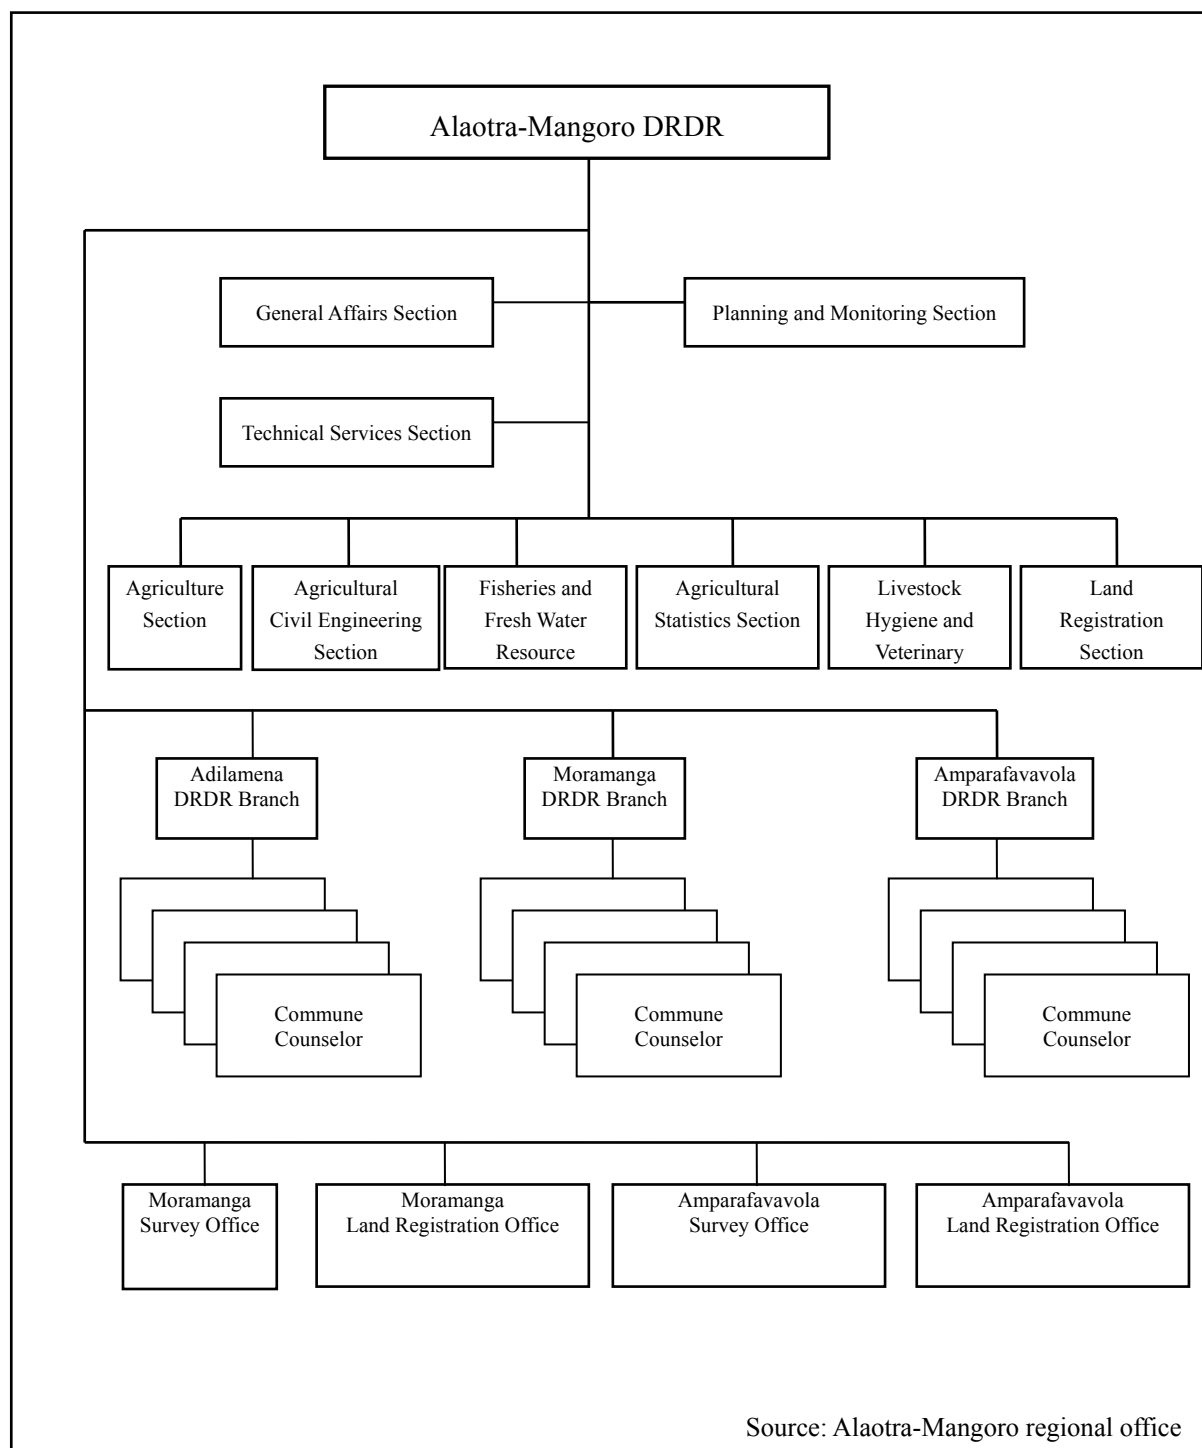 Alaotra-Mangoro DRDR
General Affairs Section
Planning and Monitoring Section
Technical Services Section
Agriculture
Section
Agricultural
Civil Engineering
Section
Fisheries and
Fresh Water
Resource
Agricultural
Statistics Section
Livestock
Hygiene and
Veterinary
Land
Registration
Section
Adilamena
DRDR Branch
Moramanga
DRDR Branch
Amparafavavola
DRDR Branch
Commune
Counselor
Commune
Counselor
Commune
Counselor
Moramanga
Survey Office
Moramanga
Land Registration Office
Amparafavavola
Survey Office
Amparafavavola
Land Registration Office
Source: Alaotra-Mangoro regional office